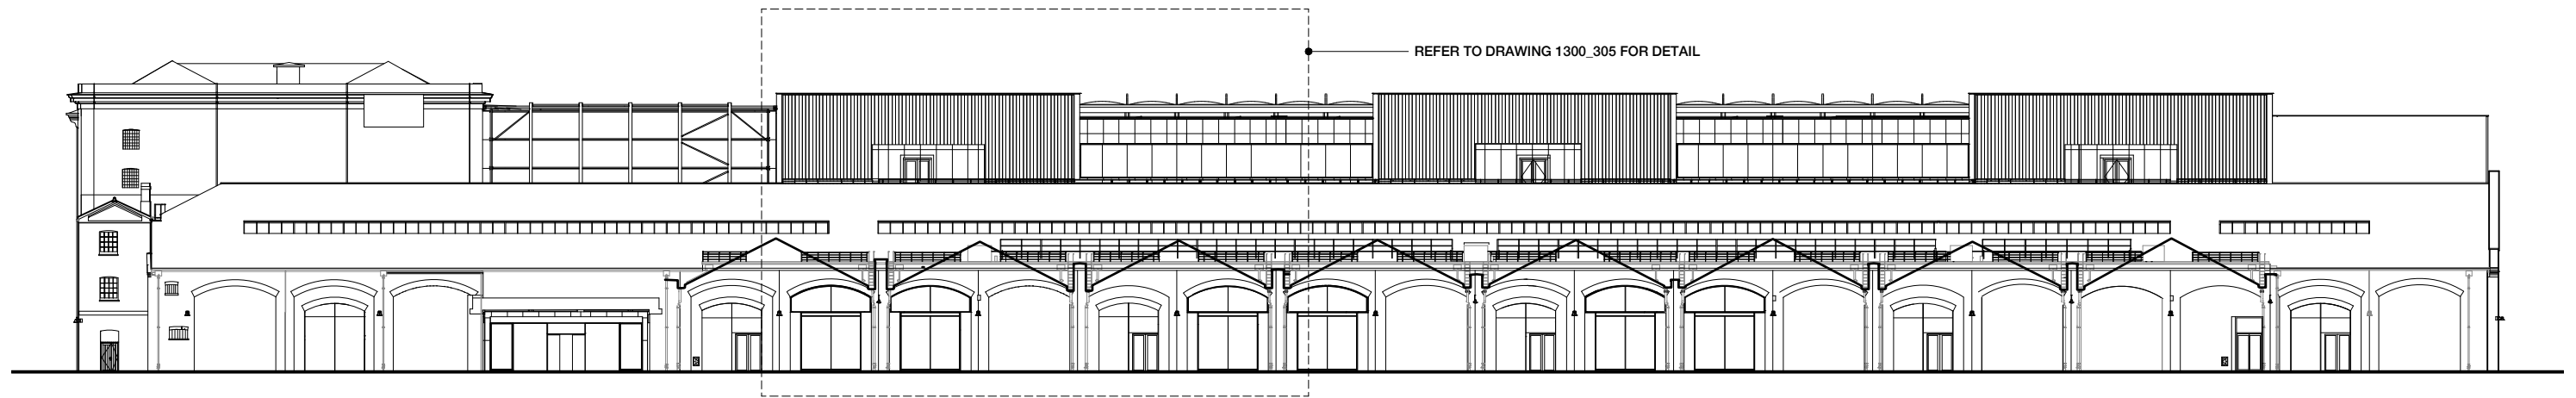 REFER TO DRAWING 1300_305 FOR DETAIL